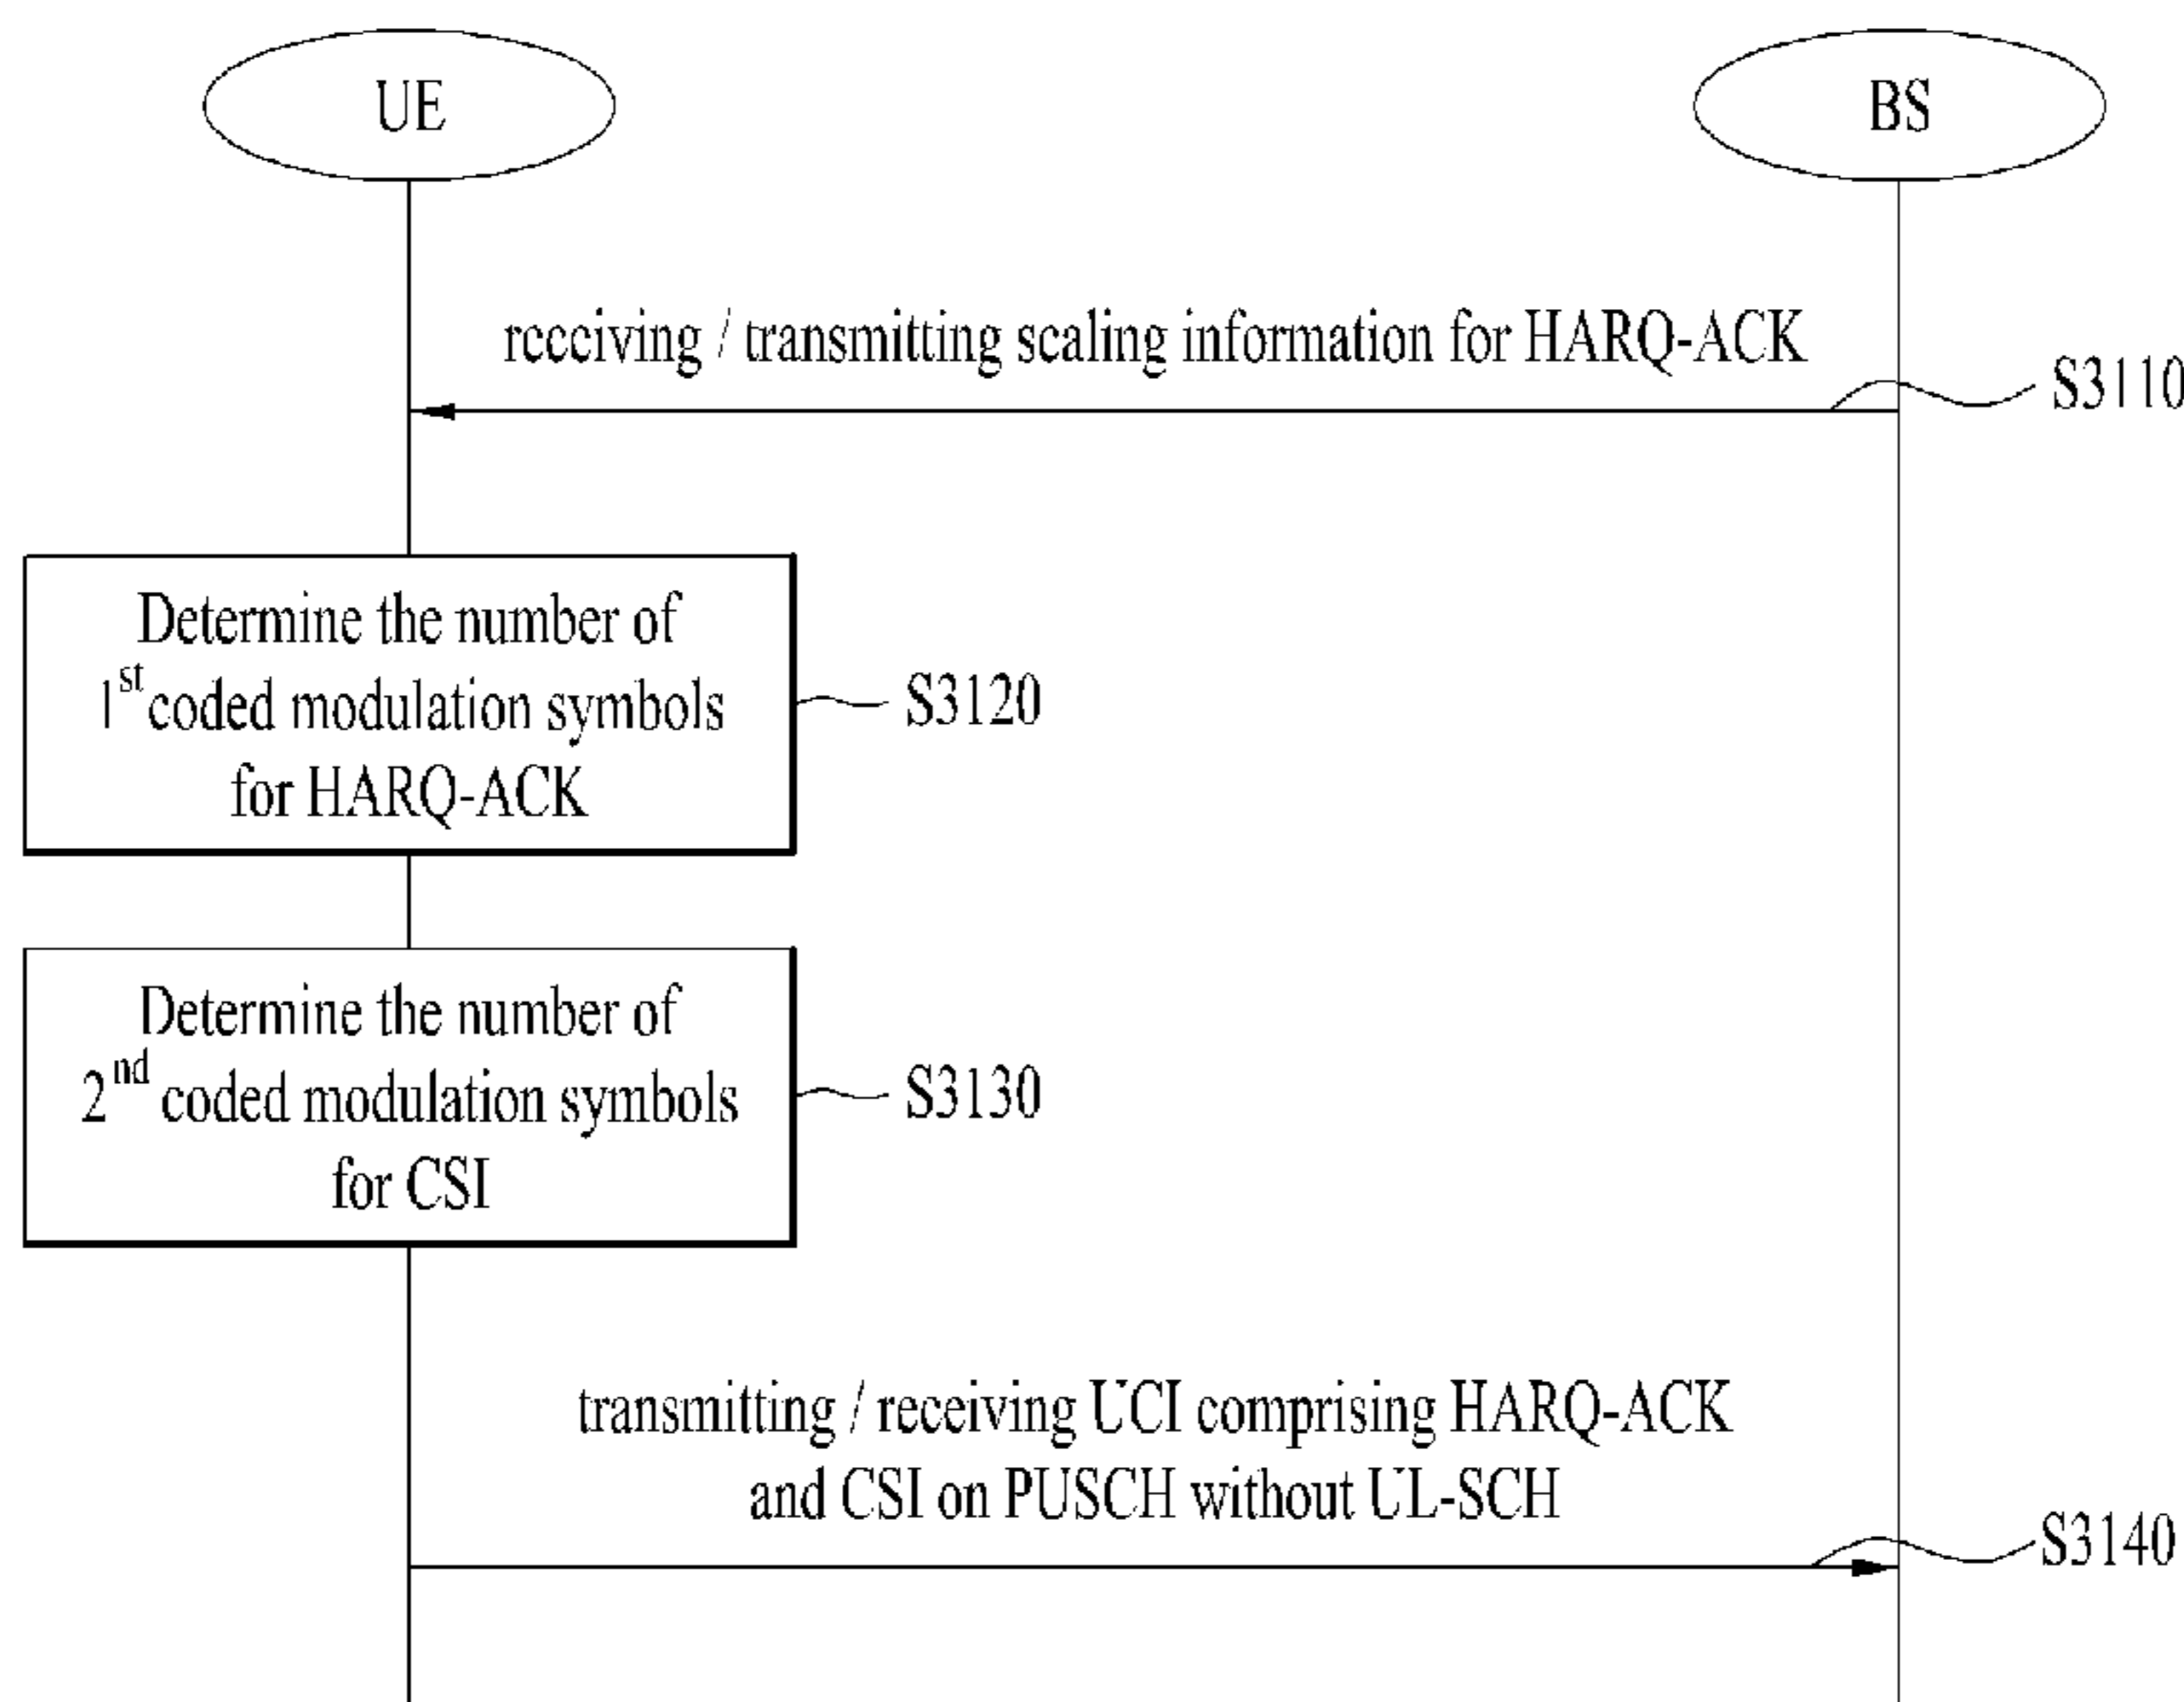 UE
BS
receiving / transmitting scaling information for HARQ-ACK
S3110
Determine the number of
1st coded modulation symbols
for HARQ-ACK
S3120
Determine the number of
2nd coded modulation symbols
for CSI
S3130
transmitting / receiving UCI comprising HARQ-ACK
and CSI on PUSCH without UL-SCH
S3140